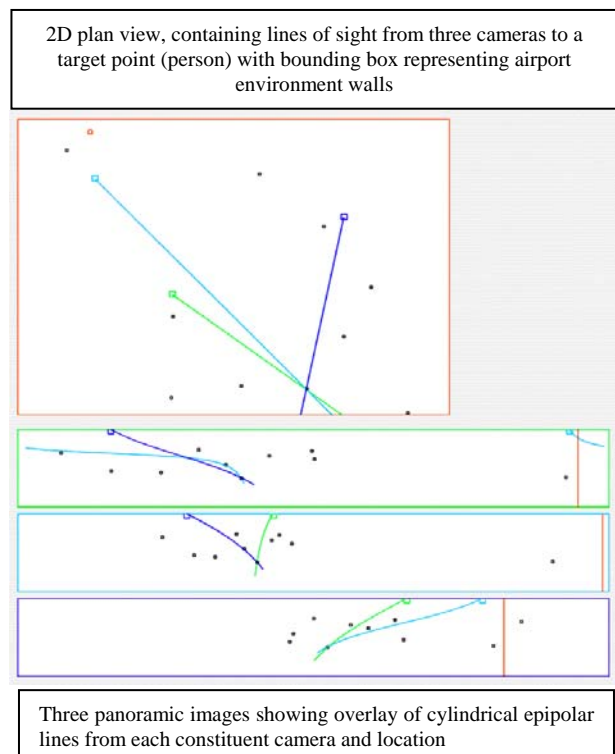 2D plan view, containing lines of sight from three cameras to a
target point (person) with bounding box representing airport
environment walls
Three panoramic images showing overlay of cylindrical epipolar
lines from each constituent camera and location